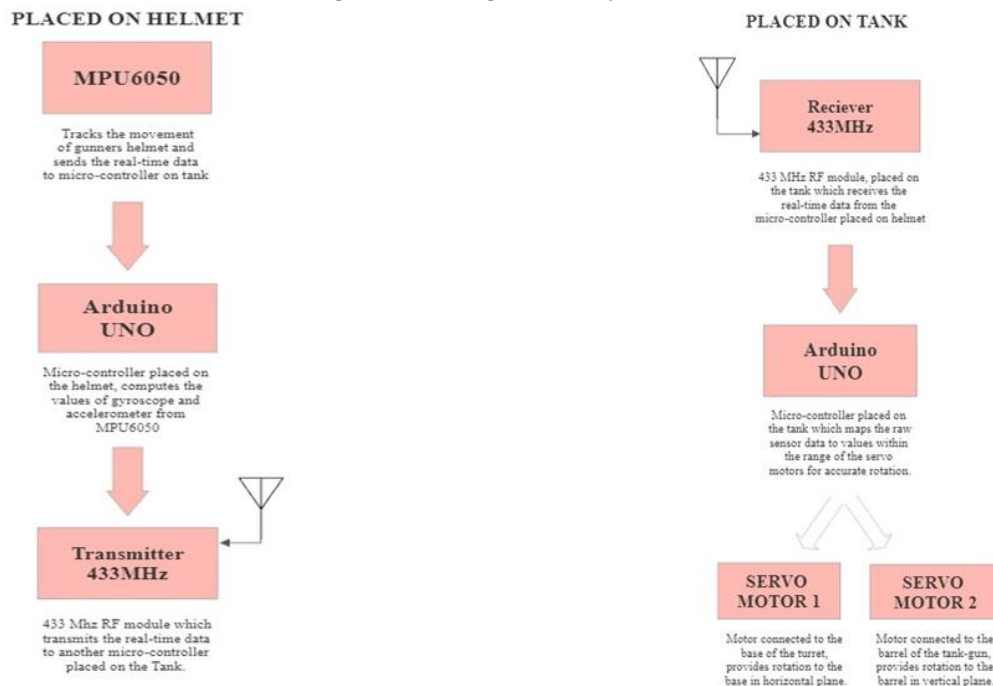 PLACED ON HELMET
MPU6050
Tracks the movement
of gunners helmet and
sends the real-time data
to micro-controller on tank
Arduino
UNO
Micro-controller placed on
the helmet, computes the
values of gyroscope and
accelerometer from
MPU6050
Transmitter
433MHz
433 Mhz RF module which
transmits the real-time data
to another micro-controller
placed on the Tank.
PLACED ON TANK
Reciever
433MHz
433 MHz RF module, placed on
the tank which receives the
real-time data from the
micro-controller placed on helmet
Arduino
UNO
Micro-controller placed on
the tank which maps the raw
sensor data to values within
the range of the servo
motors for accurate rotation.
SERVO
MOTOR 1
Motor connected to the
base of the turret,
provides rotation to the
base in horizontal plane.
SERVO
MOTOR 2
Motor connected to the
barrel of the tank-gun,
provides rotation to the
barrel in vertical plane.